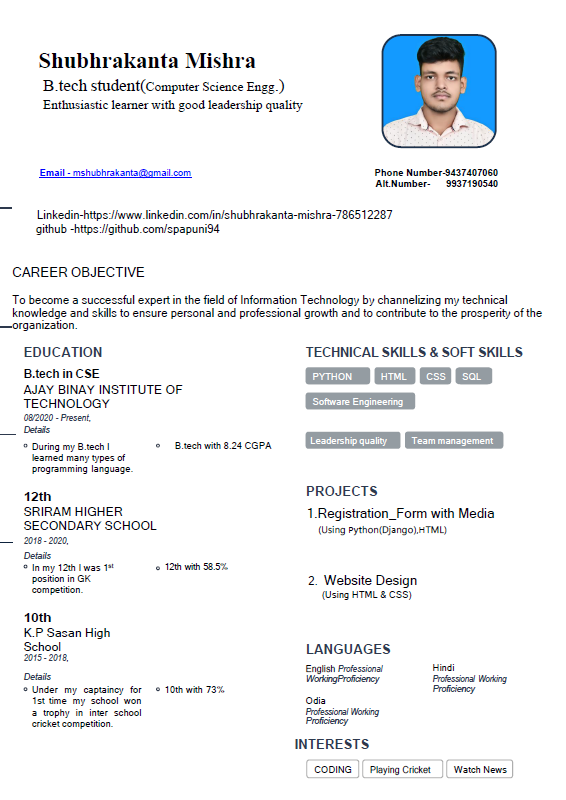 Shubhrakanta Mishra
B.tech student(Computer Science Engg.)
Enthusiastic learner with good leadership quality
Email - mshubhrakanta@gmail.com
Phone Number-9437407060
Alt.Number- 9937190540
Linkedin-https://www.linkedin.com/in/shubhrakanta-mishra-786512287
github -https://github.com/spapuni94
CAREER OBJECTIVE
To become a successful expert in the field of Information Technology by channelizing my technical
knowledge and skills to ensure personal and professional growth and to contribute to the prosperity of the
organization.
EDUCATION
B.tech in CSE
AJAY BINAY INSTITUTE OF
TECHNOLOGY
08/2020 - Present,
Details
During my B.tech I
learned many types of
programming language.
B.tech with 8.24 CGPA
12th
SRIRAM HIGHER
SECONDARY SCHOOL
2018 - 2020,
Details
In my 12th I was 1st
position in GK
competition.
12th with 58.5%
10th
K.P Sasan High
School
2015 - 2018,
Details
Under my captaincy for
1st time my school won
a trophy in inter school
cricket competition.
10th with 73%
TECHNICAL SKILLS & SOFT SKILLS
PYTHON HTML CSS SQL
Software Engineering
Leadership quality Team management
PROJECTS
1.Registration_Form with Media
(Using Python(Django),HTML)
2. Website Design
(Using HTML & CSS)
LANGUAGES
English Professional
WorkingProficiency
Hindi
Professional Working
Proficiency
Odia
Professional Working
Proficiency
INTERESTS
CODING Playing Cricket Watch News